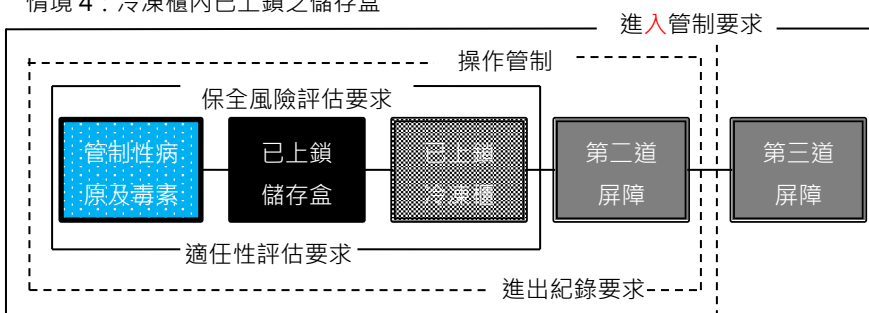 情境 4：冷凍櫃內已上鎖之儲存盒
進入管制要求
操作管制
保全風險評估要求
管制性病
原及毒素
已上鎖
儲存盒
已上鎖
冷凍櫃
第二道
屏障
第三道
屏障
適任性評估要求
進出紀錄要求